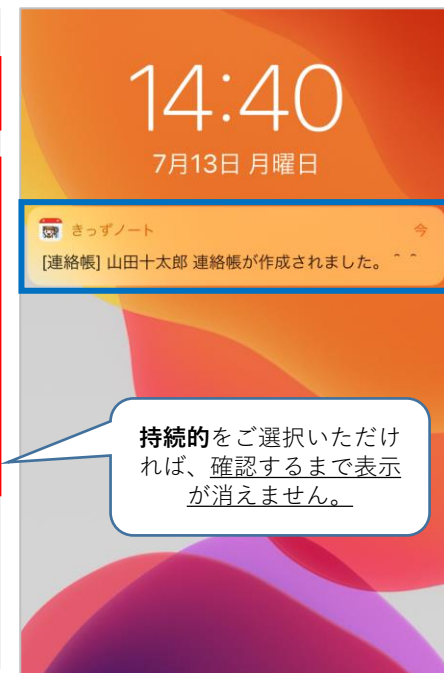 14:40
7月13日 月曜日
きっずノート 今
[連絡帳] 山田十太郎 連絡帳が作成されました。 ^ ^
持続的をご選択いただけ
れば、確認するまで表示
が消えません。